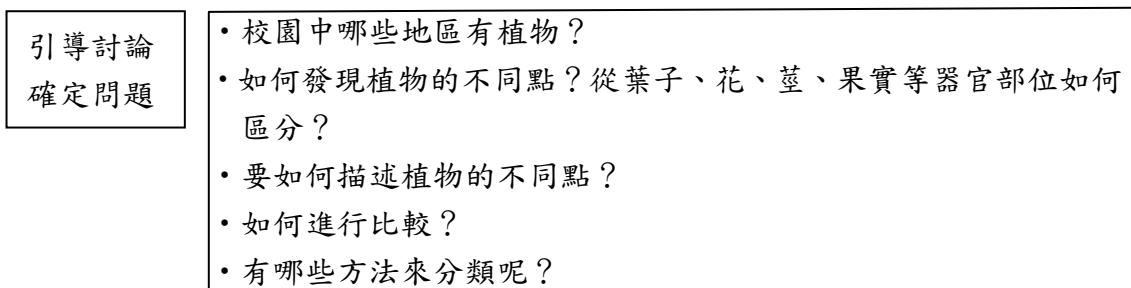 引導討論
確定問題
・校園中哪些地區有植物？
・如何發現植物的不同點？從葉子、花、莖、果實等器官部位如何
區分？
・要如何描述植物的不同點？
・如何進行比較？
・有哪些方法來分類呢？